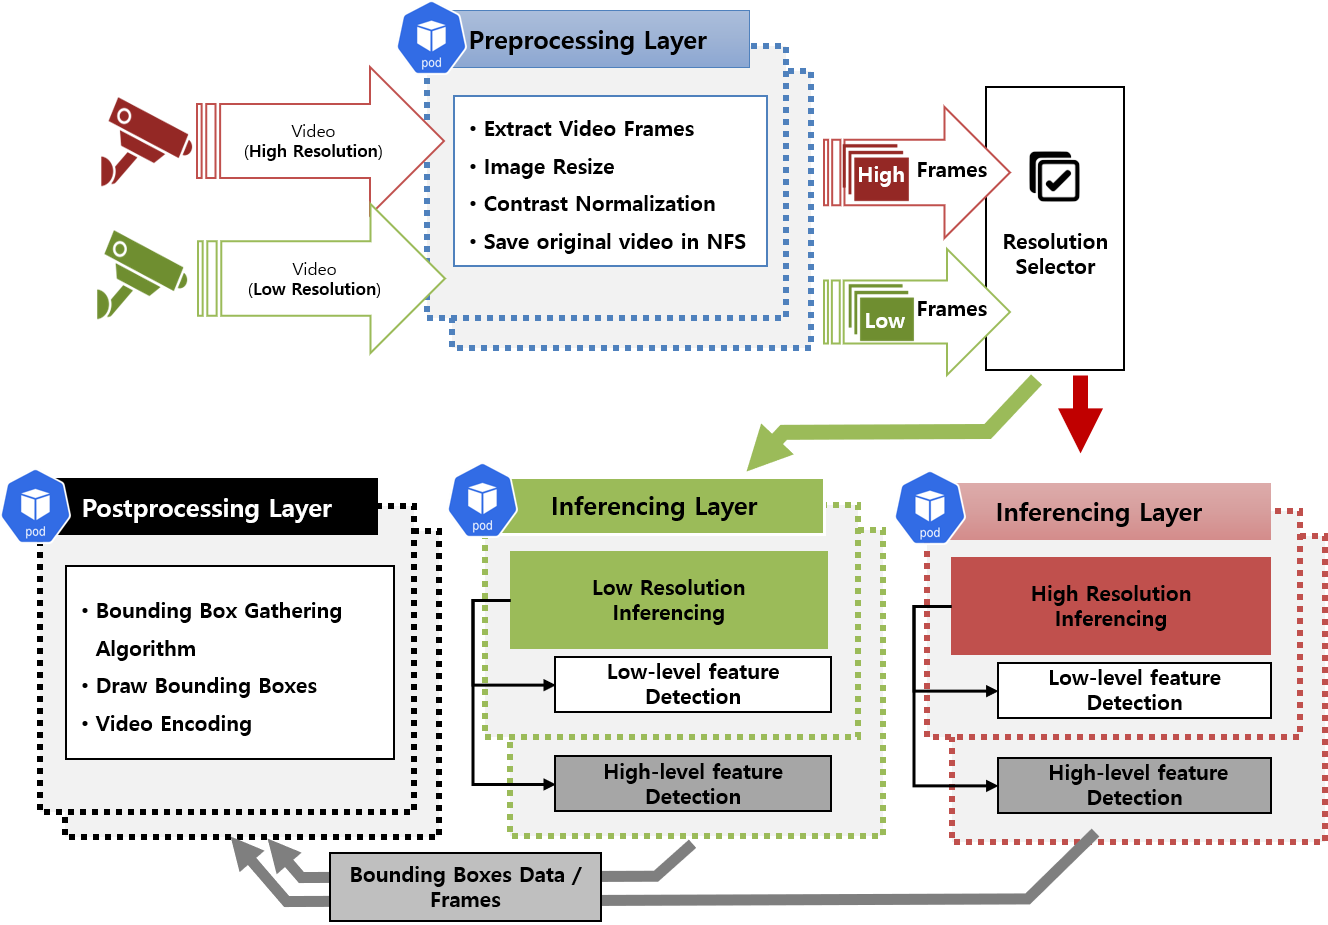 pod
Preprocessing Layer
• Extract Video Frames
• Image Resize
• Contrast Normalization
• Save original video in NFS
Video
(High Resolution)
Video
(Low Resolution)
High
Frames
Low
Frames
Resolution
Selector
pod
Postprocessing Layer
• Bounding Box Gathering
Algorithm
• Draw Bounding Boxes
• Video Encoding
pod
Inferencing Layer
Low Resolution
Inferencing
Low-level feature
Detection
High-level feature
Detection
pod
Inferencing Layer
High Resolution
Inferencing
Low-level feature
Detection
High-level feature
Detection
Bounding Boxes Data /
Frames